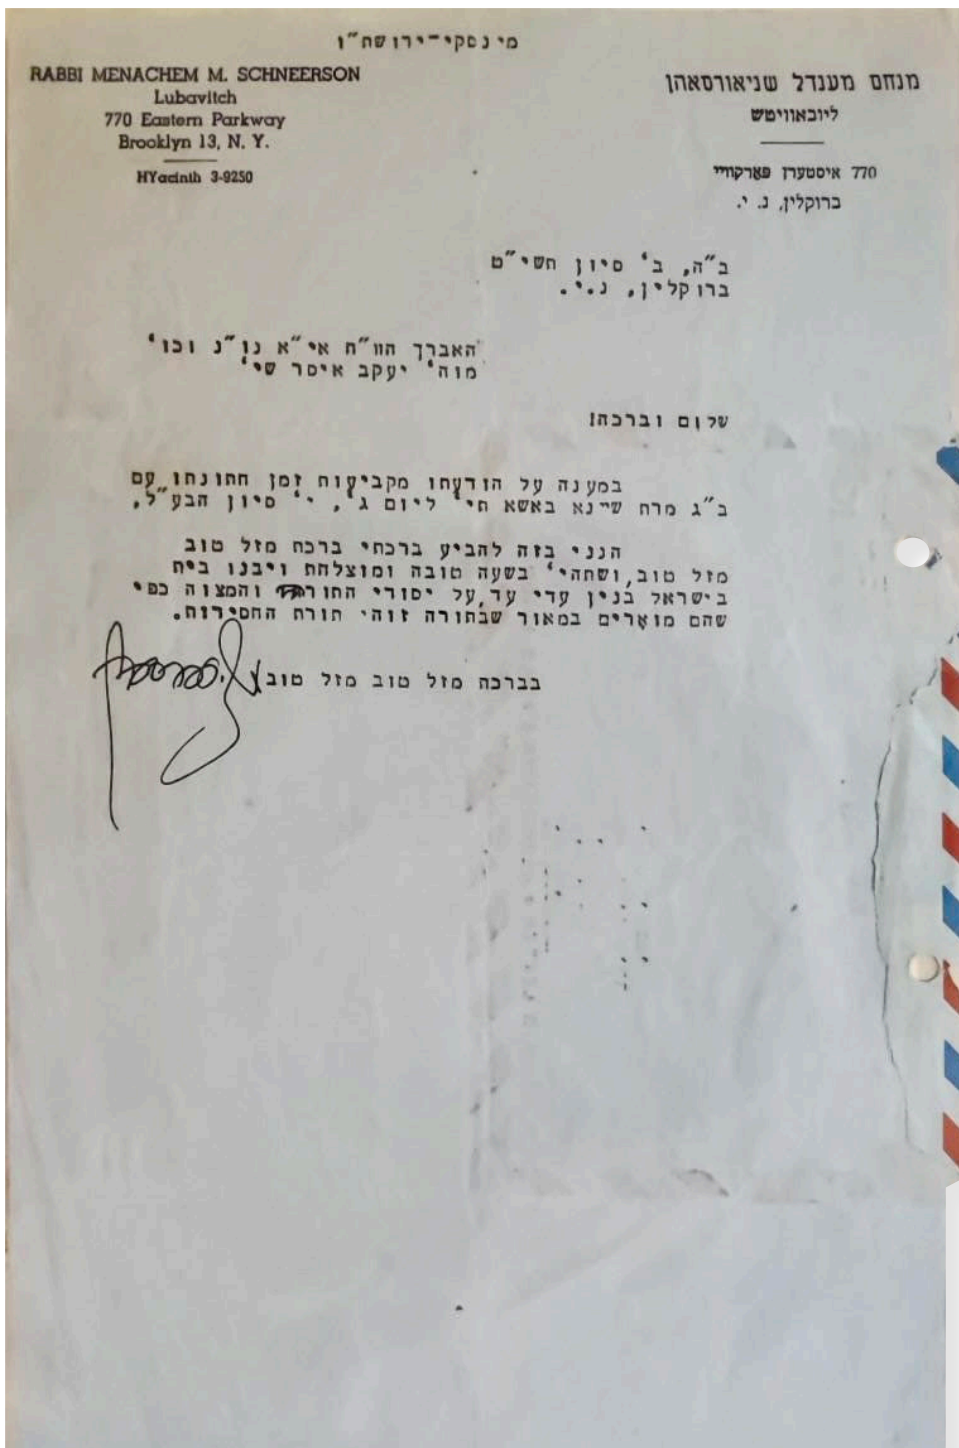 מינסקי-ירושת"ו
RABBI MENACHEM M. SCHNEERSON
Lubavitch
770 Eastern Parkway
Brooklyn 13, N. Y.
HYacinth 3-9250
מנחם מענדל שניאורסאהן
ליובאוויטש
770 איסטערן פארקוויי
ברוקלין, נ. י.
ב"ה, ב' סיון תשי"ט
ברוקלין, נ.י.
האברך הוו"ח אי"א נו"נ וכו'
מוה' יעקב איסר שי'
שלום וברכה!
במענה על הודעתו מקביעות זמן חתונתו עם
ב"ג מרת שיינא באשא תי' ליום ג', י' סיון הבע"ל,
הנני בזה להביע ברכתי ברכת מזל טוב
מזל טוב, ושתהי' בשעה טובה ומוצלחת ויבנו בית
בישראל בנין עדי עד, על יסודי התורה והמצוה כפי
שהם מוארים במאור שבתורה זוהי תורת החסידות.
בברכה מזל טוב מזל טוב